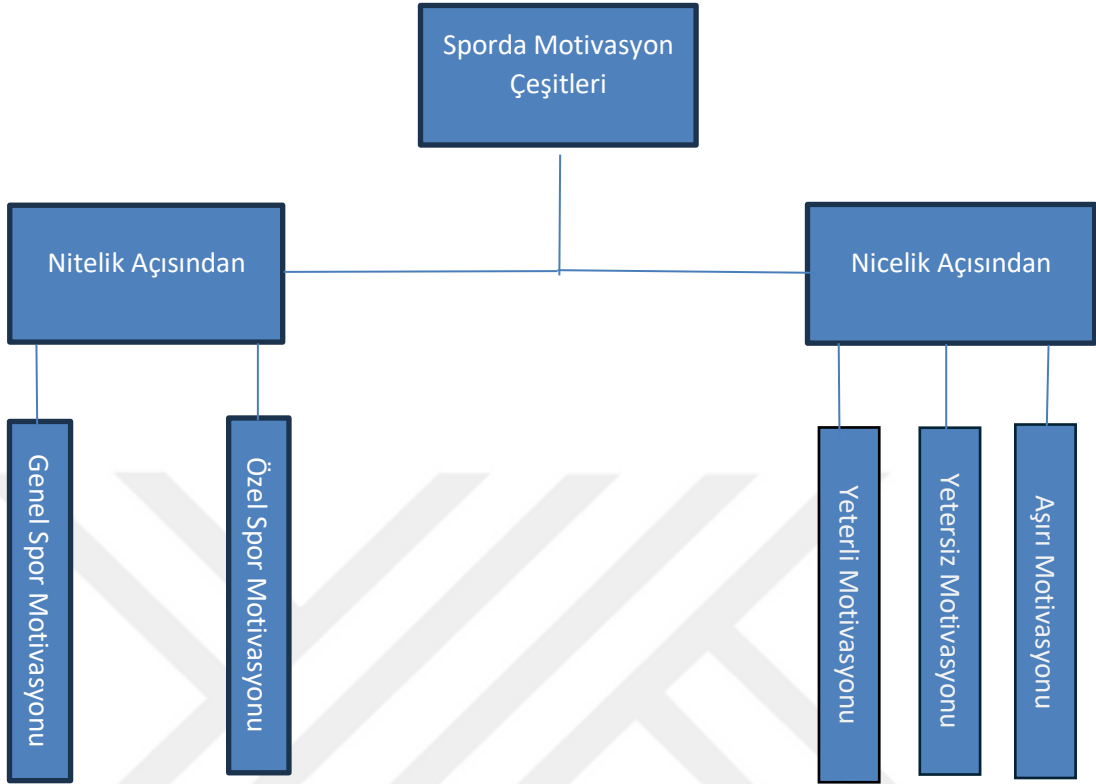 Sporda Motivasyon
Çeşitleri
Nitelik Açısından
Nicelik Açısından
Genel Spor Motivasyonu
Özel Spor Motivasyonu
Yeterli Motivasyonu
Yetersiz Motivasyonu
Aşırı Motivasyonu